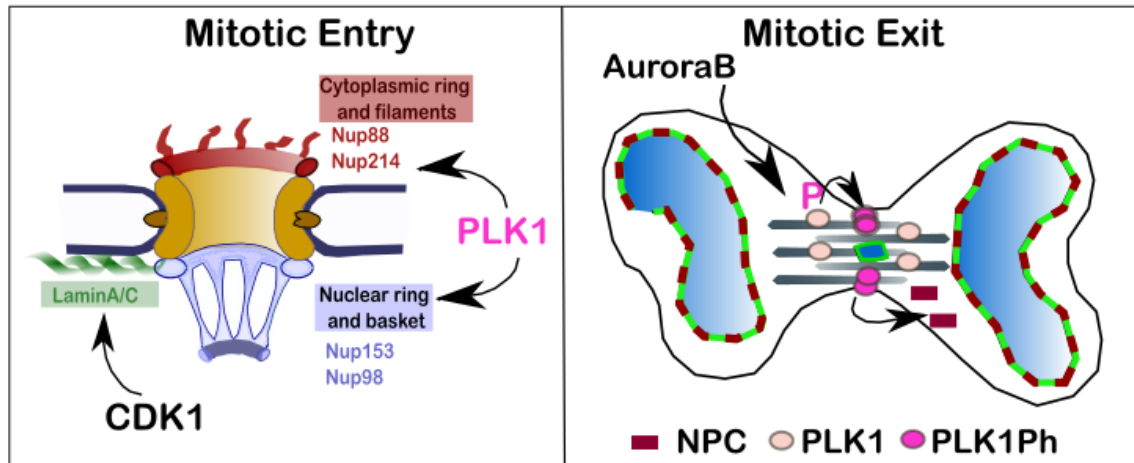 Mitotic Entry
Cytoplasmic ring
and filaments
Nup88
Nup214
PLK1
LaminA/C
Nuclear ring
and basket
Nup153
Nup98
CDK1
Mitotic Exit
AuroraB
P
NPC PLK1 PLK1Ph